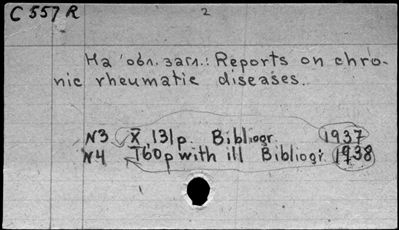 C 557 R
2
На обл. загл.: Reports on chro-
nic rheumatic diseases.
N3 X, 131p. Bibliogr 1937
N4 160p with ill Bibliogr 1938